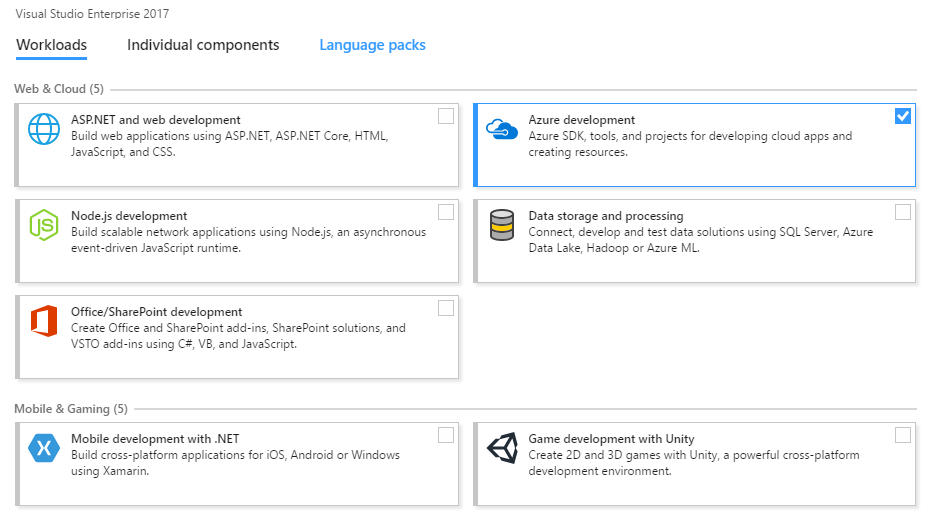 Visual Studio Enterprise 2017
Workloads Individual components Language packs
Web & Cloud (5)
ASP.NET and web development
Build web applications using ASP.NET, ASP.NET Core, HTML,
JavaScript, and CSS.
Azure development
Azure SDK, tools, and projects for developing cloud apps and
creating resources.
JS
Node.js development
Build scalable network applications using Node.js, an asynchronous
event-driven JavaScript runtime.
Data storage and processing
Connect, develop and test data solutions using SQL Server, Azure
Data Lake, Hadoop or Azure ML.
Office/SharePoint development
Create Office and SharePoint add-ins, SharePoint solutions, and
VSTO add-ins using C#, VB, and JavaScript.
Mobile & Gaming (5)
Mobile development with .NET
Build cross-platform applications for iOS, Android or Windows
using Xamarin.
Game development with Unity
Create 2D and 3D games with Unity, a powerful cross-platform
development environment.